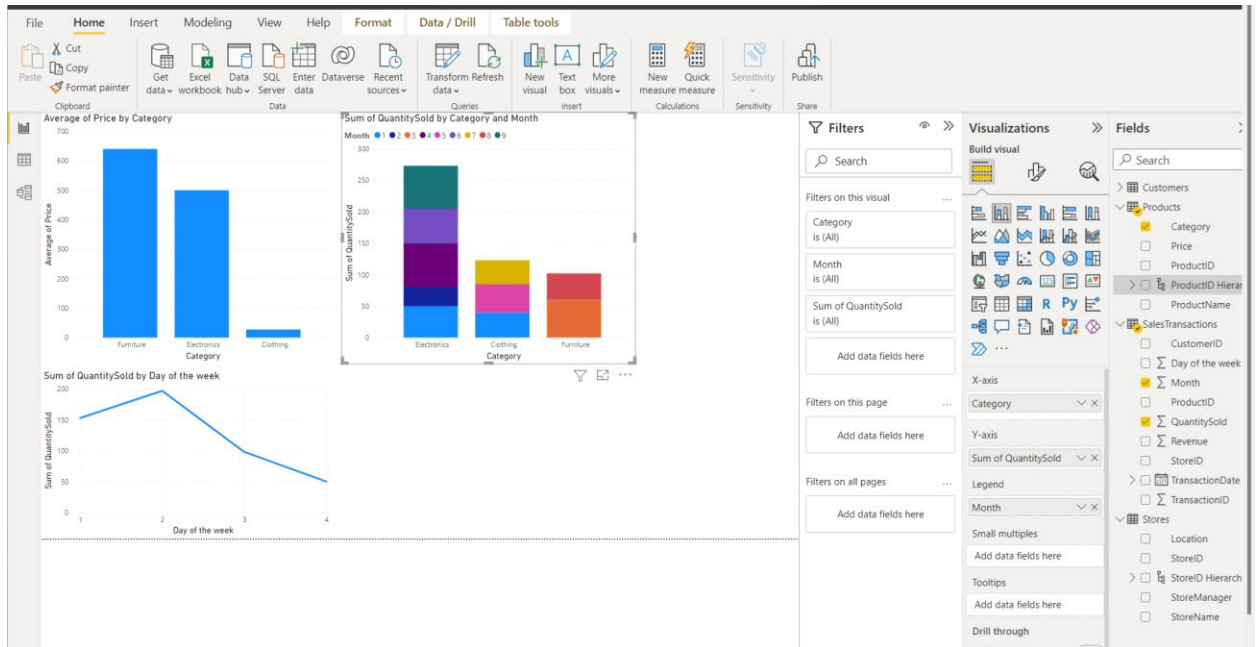 File Home Insert Modeling View Help Format Data / Drill Table tools
Paste
Cut
Copy
Format painter
Clipboard
Get data
Excel workbook
Data hub
SQL Server
Enter data
Dataverse
Recent sources
Data
Transform data
Refresh
Queries
New visual
Text box
More visuals
Insert
New measure
Quick measure
Calculations
Sensitivity
Sensitivity
Publish
Share
Average of Price by Category
700
600
500
400
300
200
100
0
Average of Price
Furniture Electronics Clothing
Category
Sum of QuantitySold by Category and Month
Month 1 2 3 4 5 6 7 8 9
300
250
200
150
100
50
0
Sum of QuantitySold
Electronics Clothing Furniture
Category
Sum of QuantitySold by Day of the week
200
150
100
50
0
Sum of QuantitySold
1 2 3 4
Day of the week
Filters
Search
Filters on this visual ...
Category
is (All)
Month
is (All)
Sum of QuantitySold
is (All)
Add data fields here
Filters on this page ...
Add data fields here
Filters on all pages ...
Add data fields here
Visualizations
Build visual
R Py
...
X-axis
Category
Y-axis
Sum of QuantitySold
Legend
Month
Small multiples
Add data fields here
Tooltips
Add data fields here
Drill through
Fields
Search
Customers
Products
Category
Price
ProductID
ProductID Hierar
ProductName
SalesTransactions
CustomerID
Day of the week
Month
ProductID
QuantitySold
Revenue
StoreID
TransactionDate
TransactionID
Stores
Location
StoreID
StoreID Hierarch
StoreManager
StoreName